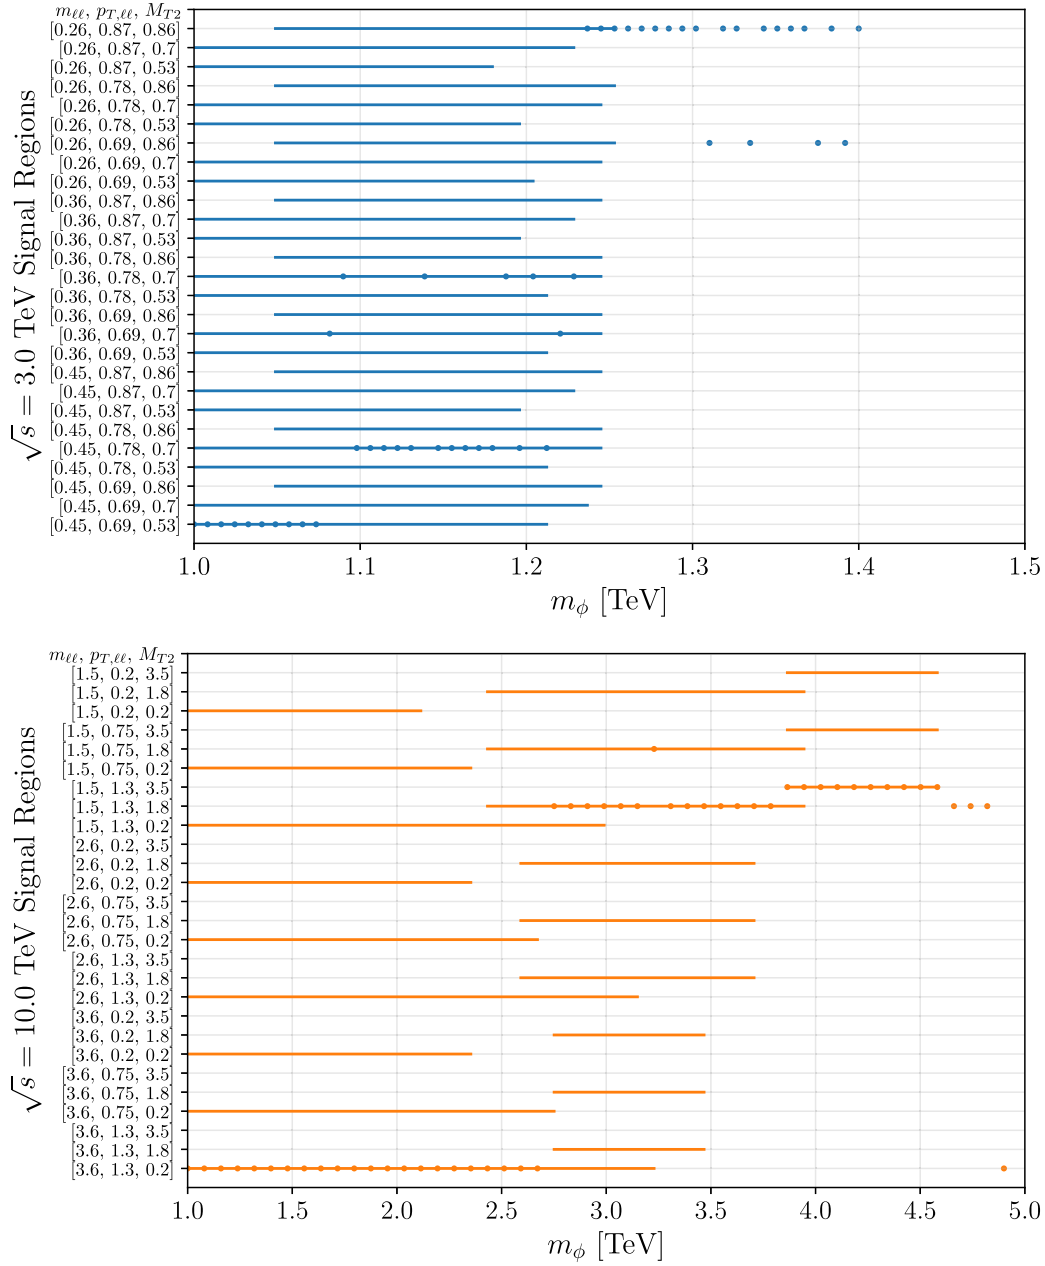 m_ℓℓ, p_T,ℓℓ, M_T2
[0.26, 0.87, 0.86]
[0.26, 0.87, 0.7]
[0.26, 0.87, 0.53]
[0.26, 0.78, 0.86]
[0.26, 0.78, 0.7]
[0.26, 0.78, 0.53]
[0.26, 0.69, 0.86]
[0.26, 0.69, 0.7]
[0.26, 0.69, 0.53]
[0.36, 0.87, 0.86]
[0.36, 0.87, 0.7]
[0.36, 0.87, 0.53]
[0.36, 0.78, 0.86]
[0.36, 0.78, 0.7]
[0.36, 0.78, 0.53]
[0.36, 0.69, 0.86]
[0.36, 0.69, 0.7]
[0.36, 0.69, 0.53]
[0.45, 0.87, 0.86]
[0.45, 0.87, 0.7]
[0.45, 0.87, 0.53]
[0.45, 0.78, 0.86]
[0.45, 0.78, 0.7]
[0.45, 0.78, 0.53]
[0.45, 0.69, 0.86]
[0.45, 0.69, 0.7]
[0.45, 0.69, 0.53]
√s = 3.0 TeV Signal Regions
1.0 1.1 1.2 1.3 1.4 1.5
m_ϕ [TeV]
m_ℓℓ, p_T,ℓℓ, M_T2
[1.5, 0.2, 3.5]
[1.5, 0.2, 1.8]
[1.5, 0.2, 0.2]
[1.5, 0.75, 3.5]
[1.5, 0.75, 1.8]
[1.5, 0.75, 0.2]
[1.5, 1.3, 3.5]
[1.5, 1.3, 1.8]
[1.5, 1.3, 0.2]
[2.6, 0.2, 3.5]
[2.6, 0.2, 1.8]
[2.6, 0.2, 0.2]
[2.6, 0.75, 3.5]
[2.6, 0.75, 1.8]
[2.6, 0.75, 0.2]
[2.6, 1.3, 3.5]
[2.6, 1.3, 1.8]
[2.6, 1.3, 0.2]
[3.6, 0.2, 3.5]
[3.6, 0.2, 1.8]
[3.6, 0.2, 0.2]
[3.6, 0.75, 3.5]
[3.6, 0.75, 1.8]
[3.6, 0.75, 0.2]
[3.6, 1.3, 3.5]
[3.6, 1.3, 1.8]
[3.6, 1.3, 0.2]
√s = 10.0 TeV Signal Regions
1.0 1.5 2.0 2.5 3.0 3.5 4.0 4.5 5.0
m_ϕ [TeV]